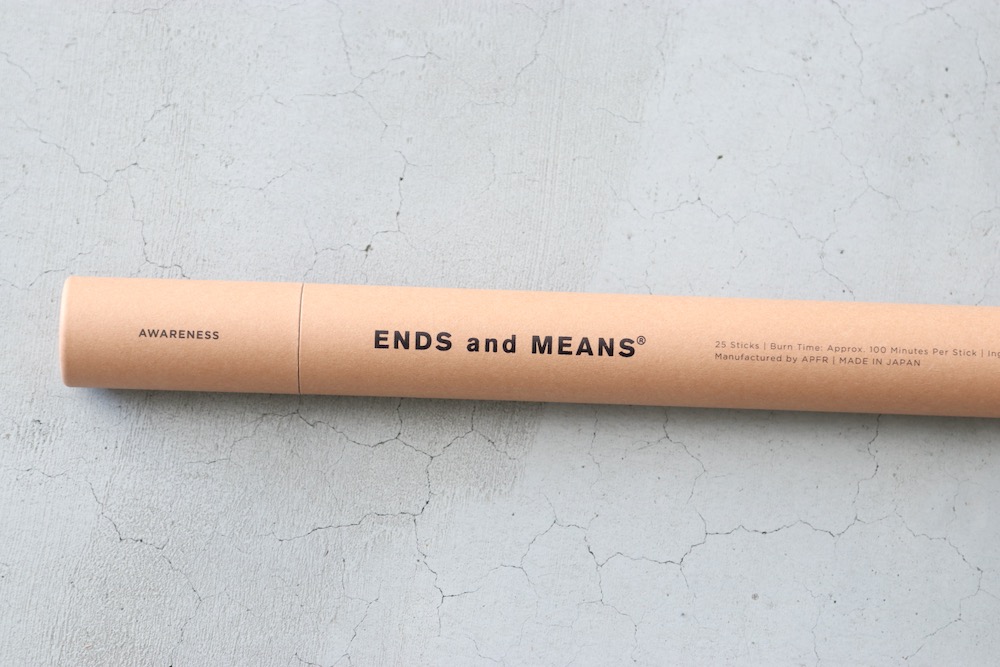 AWARENESS
ENDS and MEANS®
25 Sticks | Burn Time: Approx. 100 Minutes Per Stick | Ing
Manufactured by APFR | MADE IN JAPAN